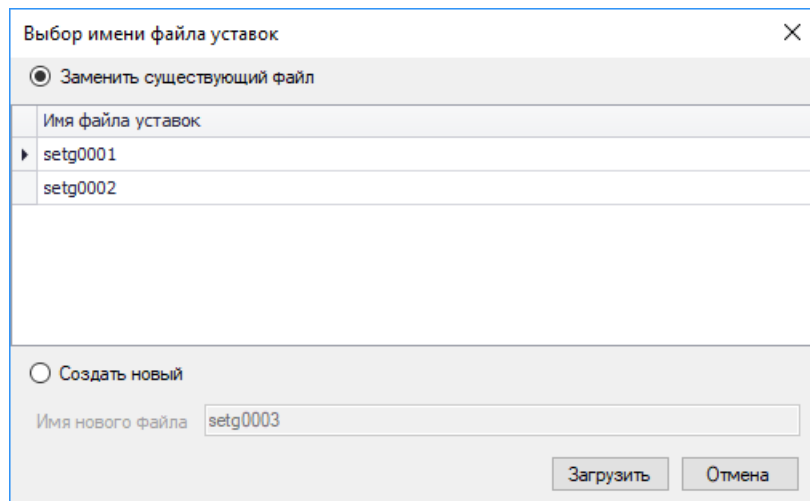 Выбор имени файла уставок
Заменить существующий файл
Имя файла уставок
setg0001
setg0002
Создать новый
Имя нового файла setg0003
Загрузить Отмена